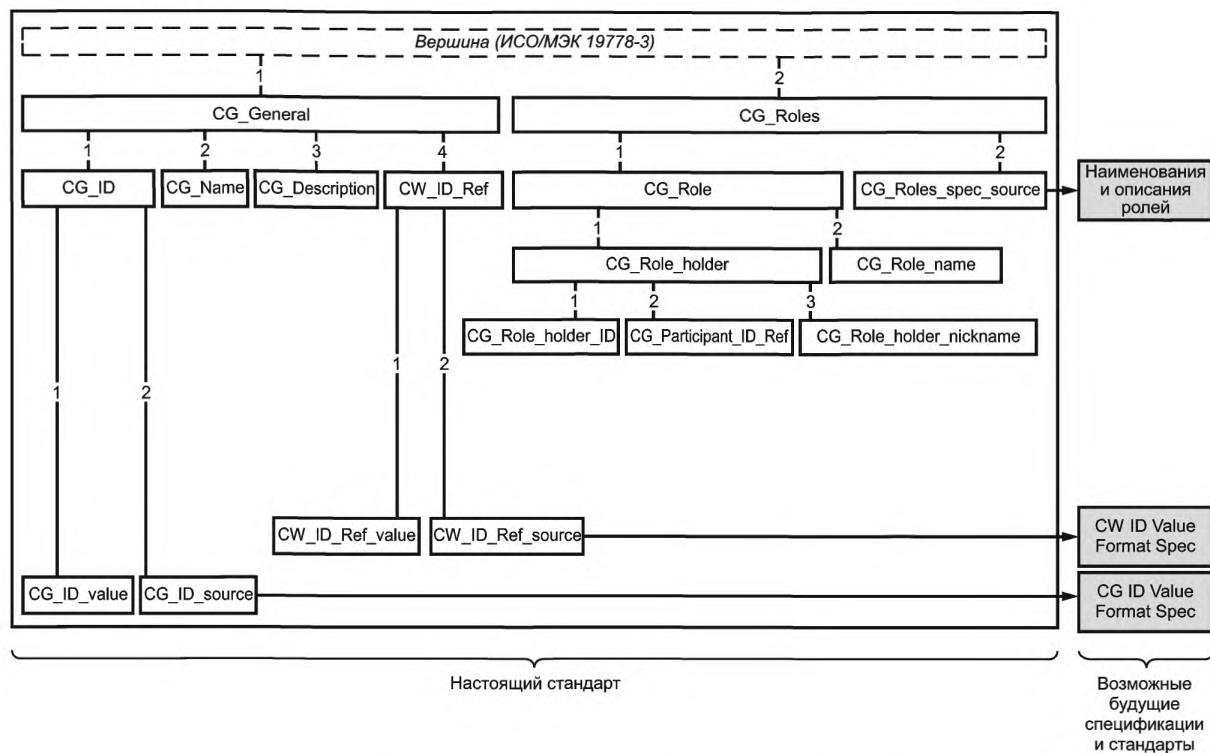 Вершина (ИСО/МЭК 19778-3)
1
2
CG_General
CG_Roles
1
2
3
4
1
2
CG_ID
CG_Name
CG_Description
CW_ID_Ref
CG_Role
CG_Roles_spec_source
Наименования
и описания
ролей
1
2
CG_Role_holder
CG_Role_name
1
2
3
CG_Role_holder_ID
CG_Participant_ID_Ref
CG_Role_holder_nickname
1
2
1
2
CW_ID_Ref_value
CW_ID_Ref_source
CW ID Value
Format Spec
CG_ID_value
CG_ID_source
CG ID Value
Format Spec
Настоящий стандарт
Возможные
будущие
спецификации
и стандарты